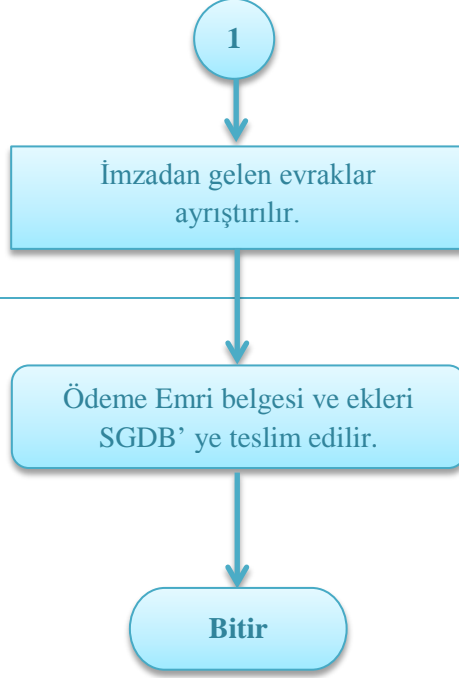 1
İmzadan gelen evraklar
ayrıştırılır.
Ödeme Emri belgesi ve ekleri
SGDB’ ye teslim edilir.
Bitir